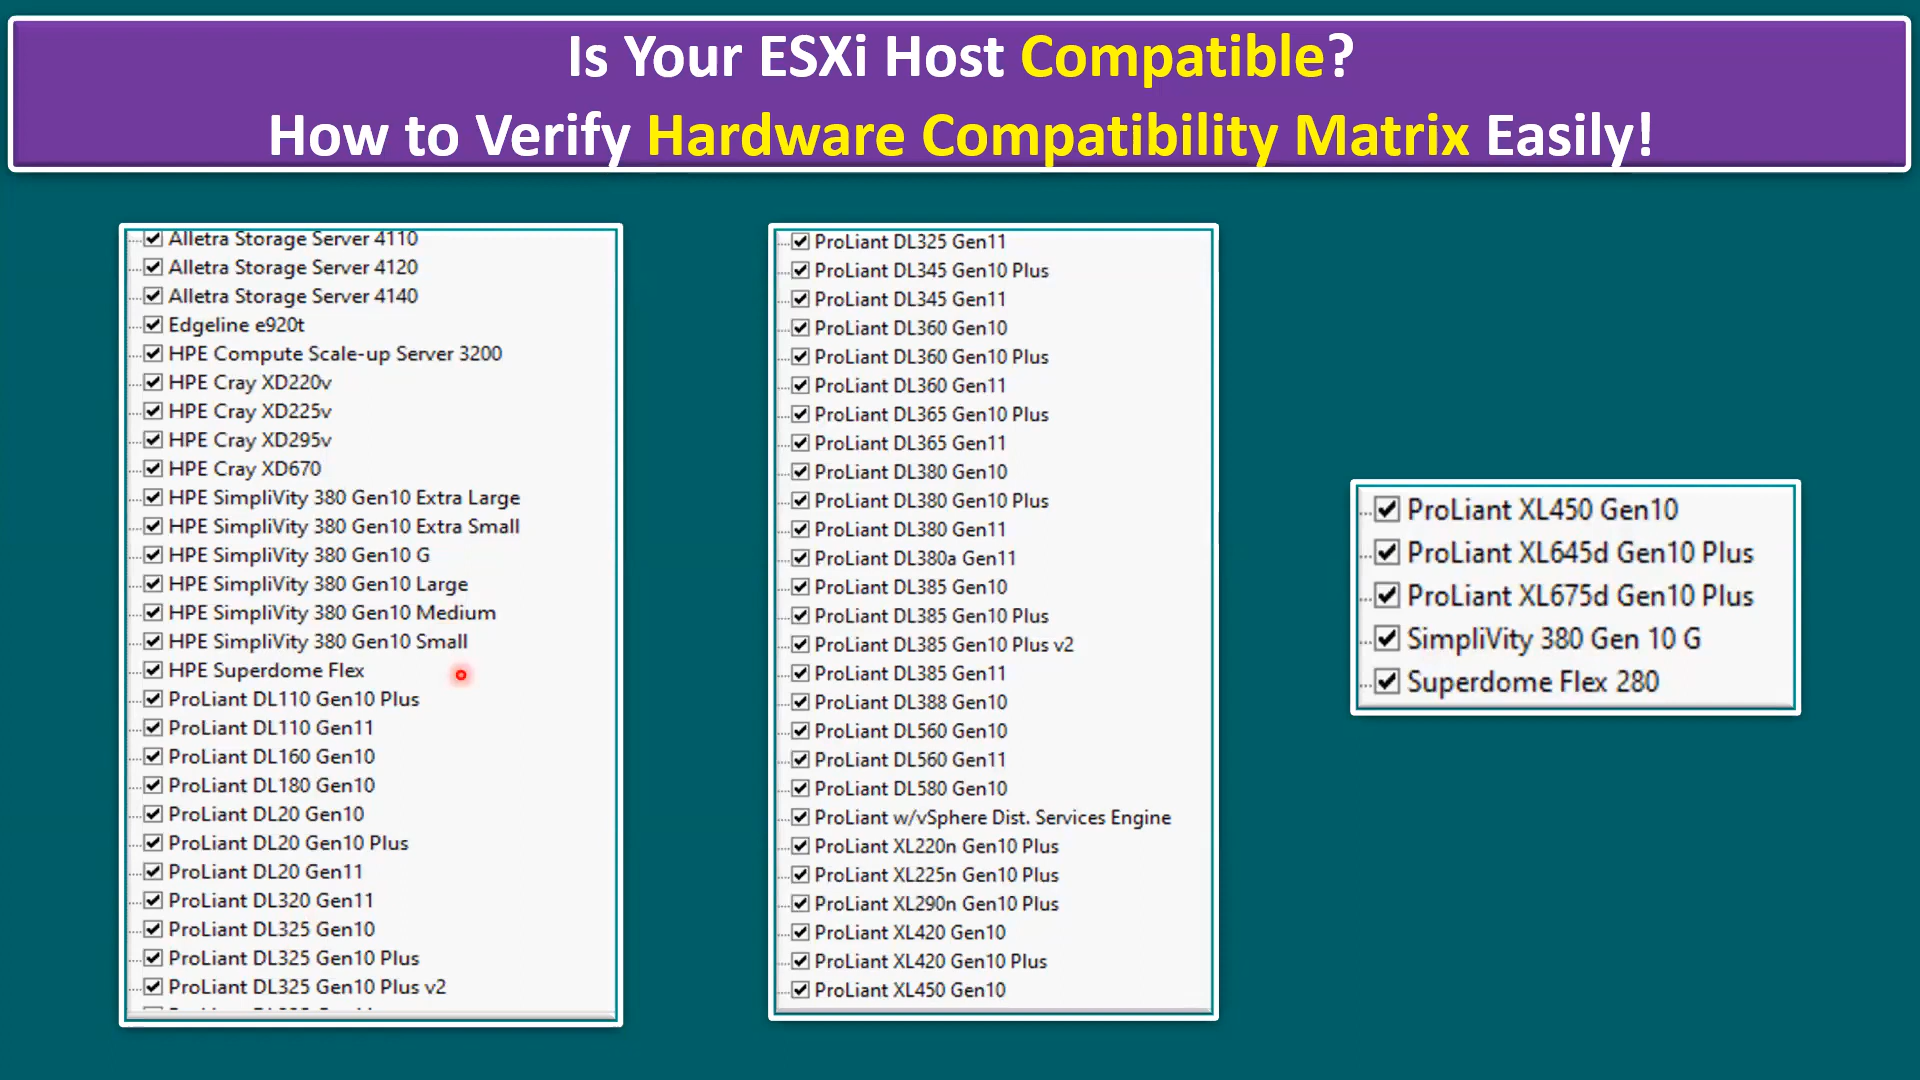 Is Your ESXi Host Compatible?
How to Verify Hardware Compatibility Matrix Easily!
Alletra Storage Server 4110
Alletra Storage Server 4120
Alletra Storage Server 4140
Edgeline e920t
HPE Compute Scale-up Server 3200
HPE Cray XD220v
HPE Cray XD225v
HPE Cray XD295v
HPE Cray XD670
HPE SimpliVity 380 Gen10 Extra Large
HPE SimpliVity 380 Gen10 Extra Small
HPE SimpliVity 380 Gen10 G
HPE SimpliVity 380 Gen10 Large
HPE SimpliVity 380 Gen10 Medium
HPE SimpliVity 380 Gen10 Small
HPE Superdome Flex
ProLiant DL110 Gen10 Plus
ProLiant DL110 Gen11
ProLiant DL160 Gen10
ProLiant DL180 Gen10
ProLiant DL20 Gen10
ProLiant DL20 Gen10 Plus
ProLiant DL20 Gen11
ProLiant DL320 Gen11
ProLiant DL325 Gen10
ProLiant DL325 Gen10 Plus
ProLiant DL325 Gen10 Plus v2
ProLiant DL325 Gen11
ProLiant DL345 Gen10 Plus
ProLiant DL345 Gen11
ProLiant DL360 Gen10
ProLiant DL360 Gen10 Plus
ProLiant DL360 Gen11
ProLiant DL365 Gen10 Plus
ProLiant DL365 Gen11
ProLiant DL380 Gen10
ProLiant DL380 Gen10 Plus
ProLiant DL380 Gen11
ProLiant DL380a Gen11
ProLiant DL385 Gen10
ProLiant DL385 Gen10 Plus
ProLiant DL385 Gen10 Plus v2
ProLiant DL385 Gen11
ProLiant DL388 Gen10
ProLiant DL560 Gen10
ProLiant DL560 Gen11
ProLiant DL580 Gen10
ProLiant w/vSphere Dist. Services Engine
ProLiant XL220n Gen10 Plus
ProLiant XL225n Gen10 Plus
ProLiant XL290n Gen10 Plus
ProLiant XL420 Gen10
ProLiant XL420 Gen10 Plus
ProLiant XL450 Gen10
ProLiant XL450 Gen10
ProLiant XL645d Gen10 Plus
ProLiant XL675d Gen10 Plus
SimpliVity 380 Gen 10 G
Superdome Flex 280